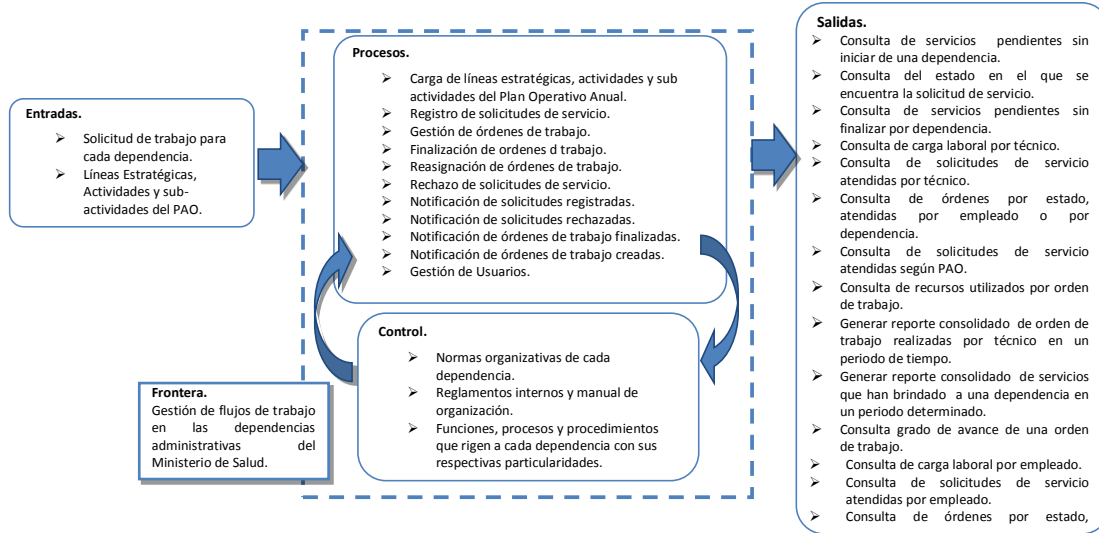 Entradas.
Solicitud de trabajo para
cada dependencia.
Líneas Estratégicas,
Actividades y sub-
actividades del PAO.
Procesos.
Carga de líneas estratégicas, actividades y sub
actividades del Plan Operativo Anual.
Registro de solicitudes de servicio.
Gestión de órdenes de trabajo.
Finalización de ordenes d trabajo.
Reasignación de órdenes de trabajo.
Rechazo de solicitudes de servicio.
Notificación de solicitudes registradas.
Notificación de solicitudes rechazadas.
Notificación de órdenes de trabajo finalizadas.
Notificación de órdenes de trabajo creadas.
Gestión de Usuarios.
Control.
Normas organizativas de cada
dependencia.
Reglamentos internos y manual de
organización.
Funciones, procesos y procedimientos
que rigen a cada dependencia con sus
respectivas particularidades.
Frontera.
Gestión de flujos de trabajo
en las dependencias
administrativas del
Ministerio de Salud.
Salidas.
Consulta de servicios pendientes sin
iniciar de una dependencia.
Consulta del estado en el que se
encuentra la solicitud de servicio.
Consulta de servicios pendientes sin
finalizar por dependencia.
Consulta de carga laboral por técnico.
Consulta de solicitudes de servicio
atendidas por técnico.
Consulta de órdenes por estado,
atendidas por empleado o por
dependencia.
Consulta de solicitudes de servicio
atendidas según PAO.
Consulta de recursos utilizados por orden
de trabajo.
Generar reporte consolidado de orden de
trabajo realizadas por técnico en un
periodo de tiempo.
Generar reporte consolidado de servicios
que han brindado a una dependencia en
un periodo determinado.
Consulta grado de avance de una orden
de trabajo.
Consulta de carga laboral por empleado.
Consulta de solicitudes de servicio
atendidas por empleado.
Consulta de órdenes por estado,